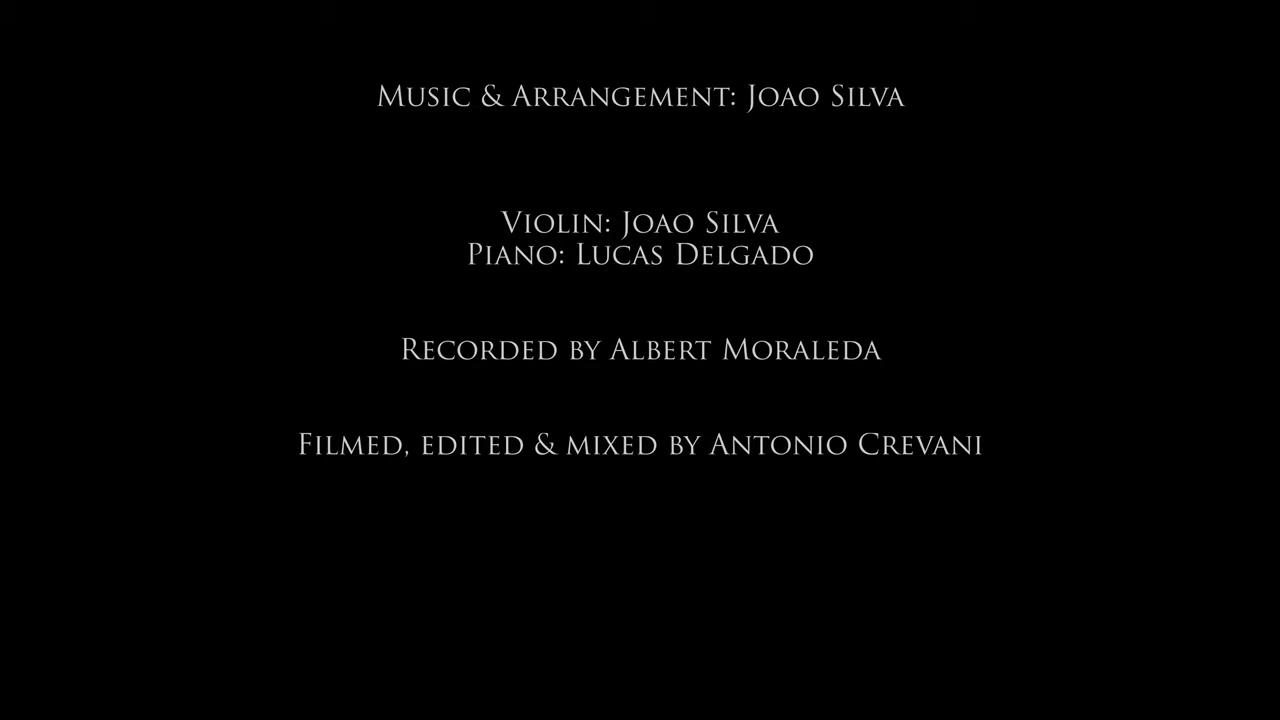 Music & Arrangement: Joao Silva
Violin: Joao Silva
Piano: Lucas Delgado
Recorded by Albert Moraleda
Filmed, edited & mixed by Antonio Crevani